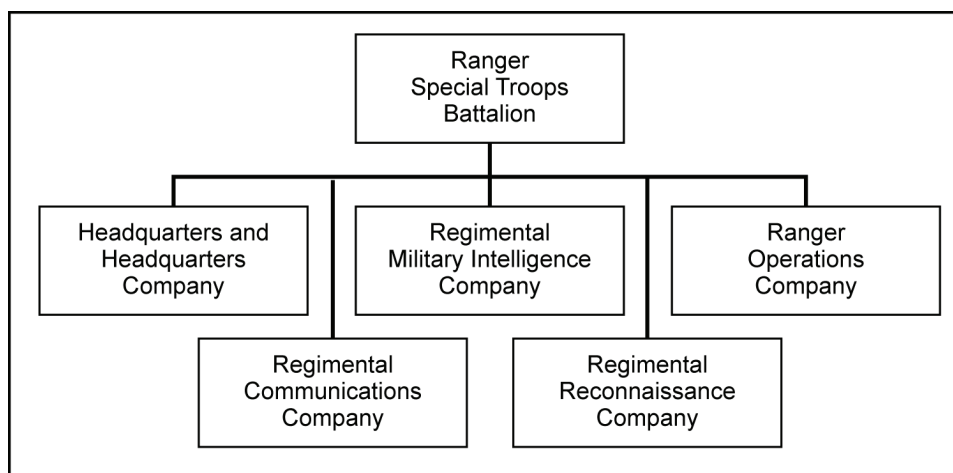 Ranger
Special Troops
Battalion
Headquarters and
Headquarters
Company
Regimental
Military Intelligence
Company
Ranger
Operations
Company
Regimental
Communications
Company
Regimental
Reconnaissance
Company